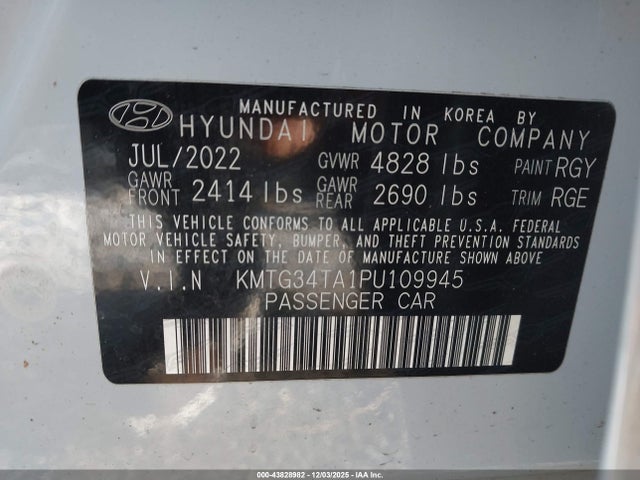 MANUFACTURED IN KOREA BY
HYUNDAI MOTOR COMPANY
JUL/2022 GVWR 4828 lbs PAINT RGY
GAWR FRONT 2414 lbs GAWR REAR 2690 lbs TRIM RGE
THIS VEHICLE CONFORMS TO ALL APPLICABLE U.S.A. FEDERAL
MOTOR VEHICLE SAFETY, BUMPER, AND THEFT PREVENTION STANDARDS
IN EFFECT ON THE DATE OF MANUFACTURE SHOWN ABOVE.
V.I.N KMTG34TA1PU109945
PASSENGER CAR
000-43828982 - 12/03/2025 - IAA Inc.